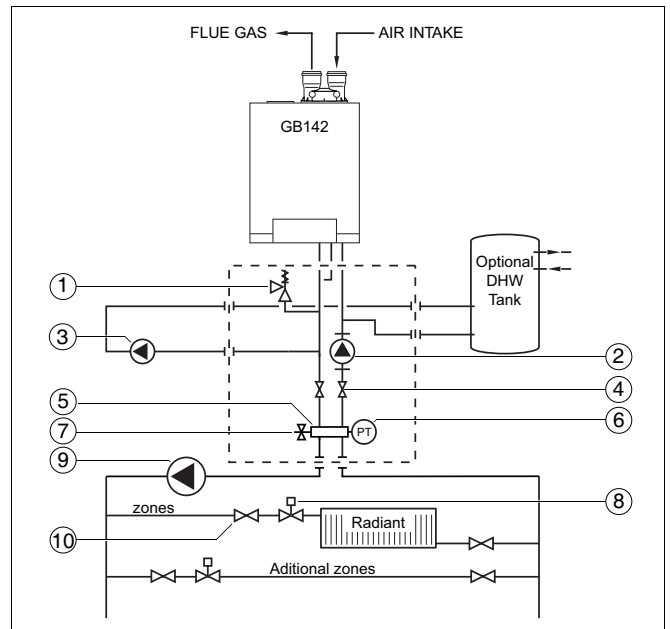 FLUE GAS
AIR INTAKE
GB142
Optional
DHW
Tank
1
3
2
4
5
6
PT
7
9
8
zones
Radiant
10
Aditional zones